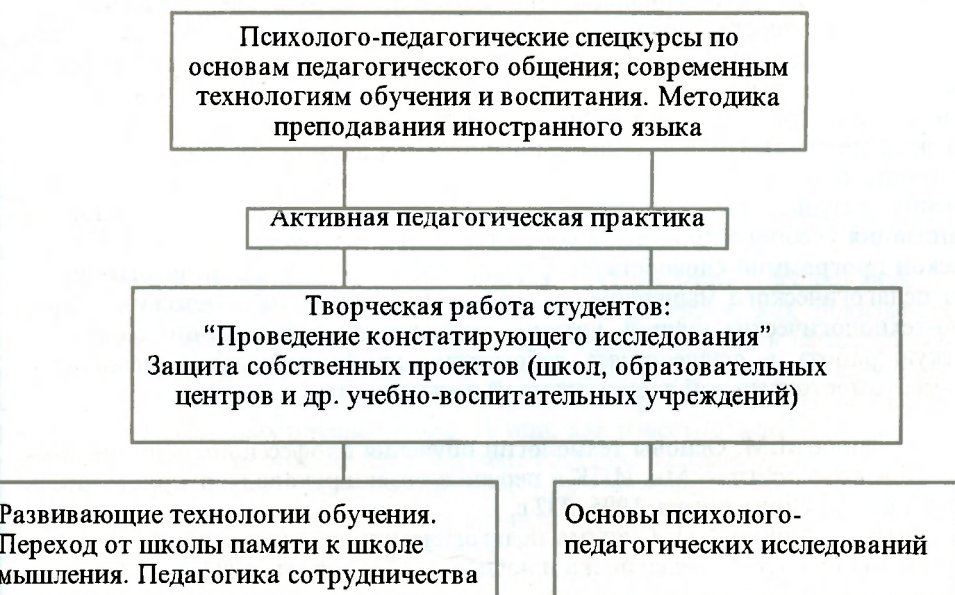 Психолого-педагогические спецкурсы по
основам педагогического общения; современным
технологиям обучения и воспитания. Методика
преподавания иностранного языка
Активная педагогическая практика
Творческая работа студентов:
“Проведение констатирующего исследования”
Защита собственных проектов (школ, образовательных
центров и др. учебно-воспитательных учреждений)
Развивающие технологии обучения.
Переход от школы памяти к школе
мышления. Педагогика сотрудничества
Основы психолого-
педагогических исследований